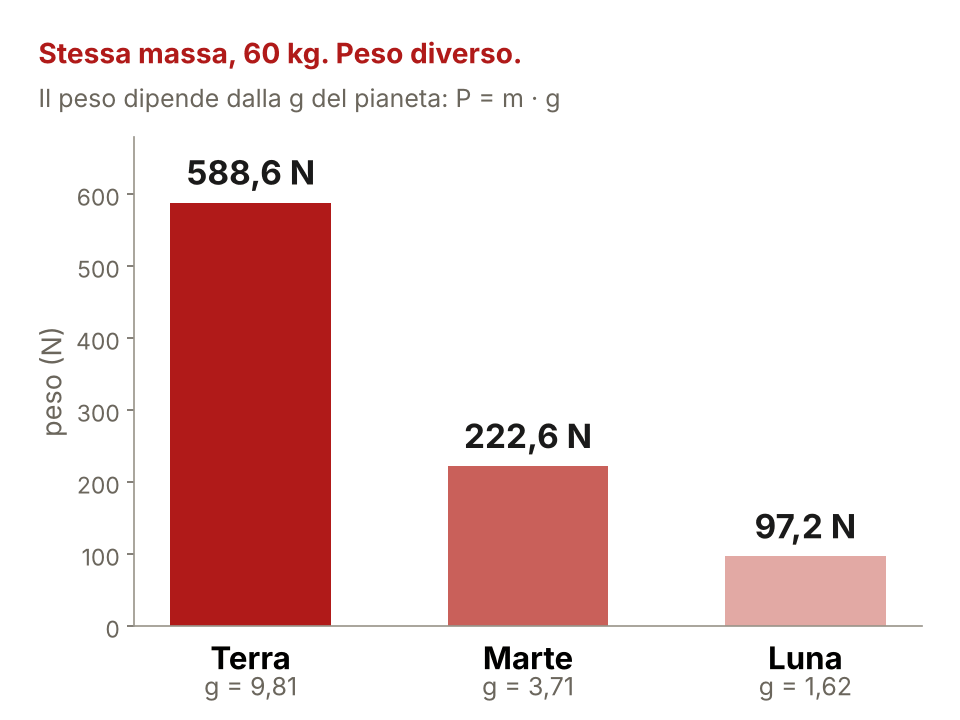 Stessa massa, 60 kg. Peso diverso.
Il peso dipende dalla g del pianeta: P = m · g
588,6 N
600
500
400
300
200
100
0
peso (N)
222,6 N
97,2 N
Terra
Marte
Luna
g = 9,81
g = 3,71
g = 1,62